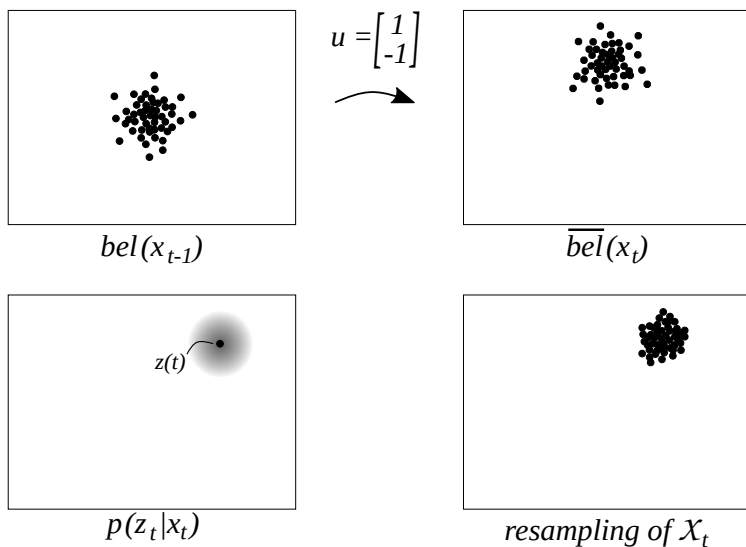 u = [1 -1]
bel(x_{t-1})
\overline{bel}(x_t)
z(t)
p(z_t|x_t)
resampling of X_t